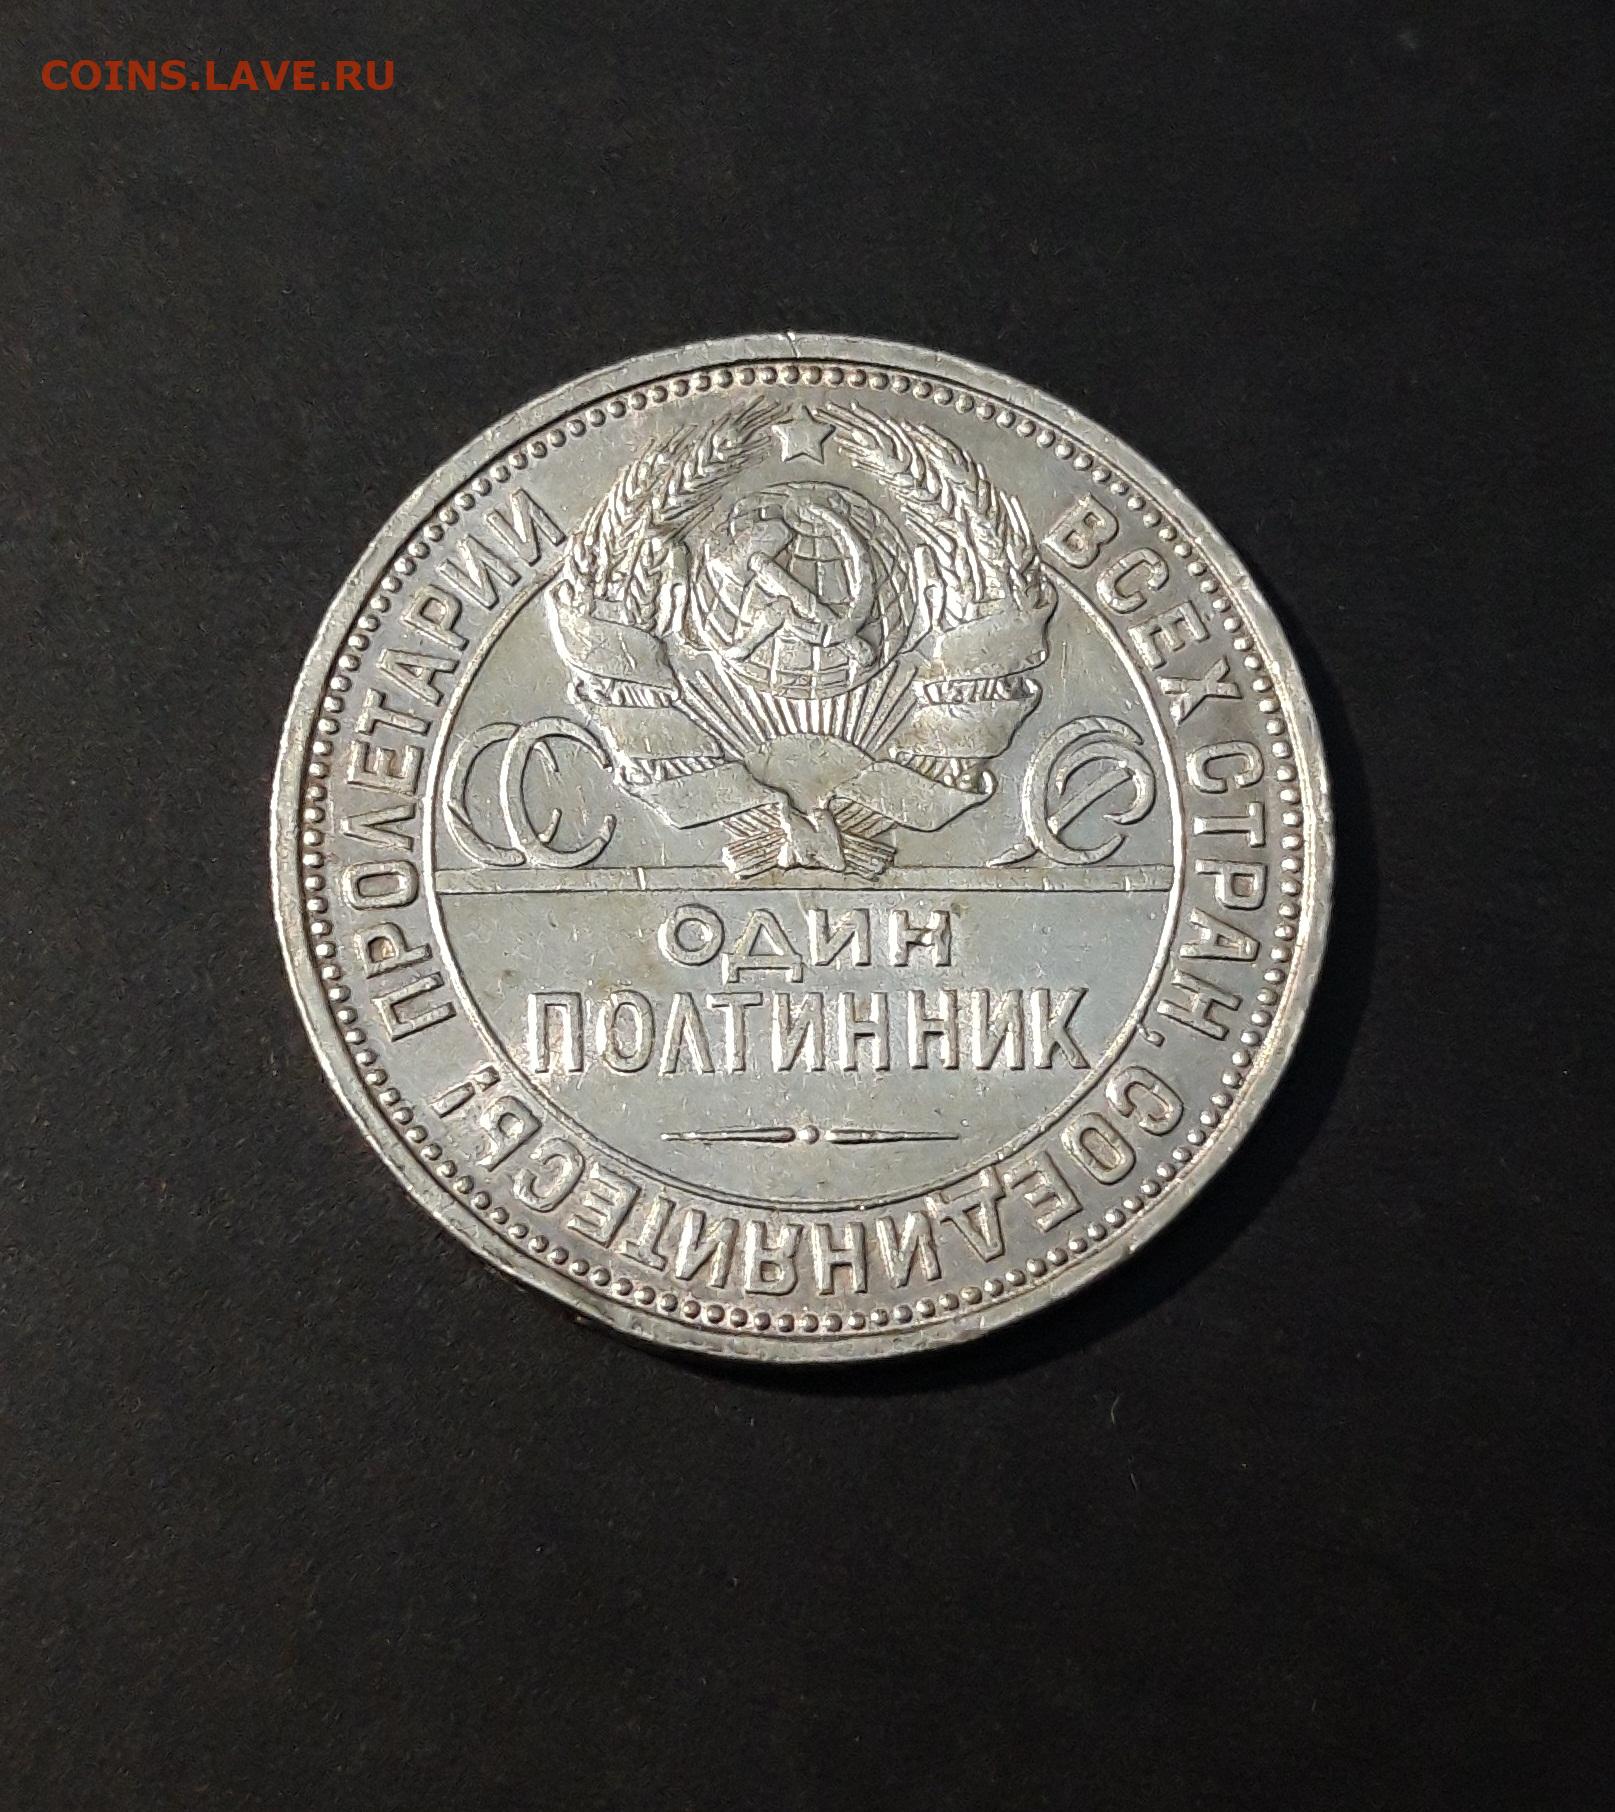 COINS.LAVE.RU
ПРОЛЕТАРИИ ВСЕХ СТРАН, СОЕДИНЯЙТЕСЬ!
СССР
ОДИН
ПОЛТИННИК